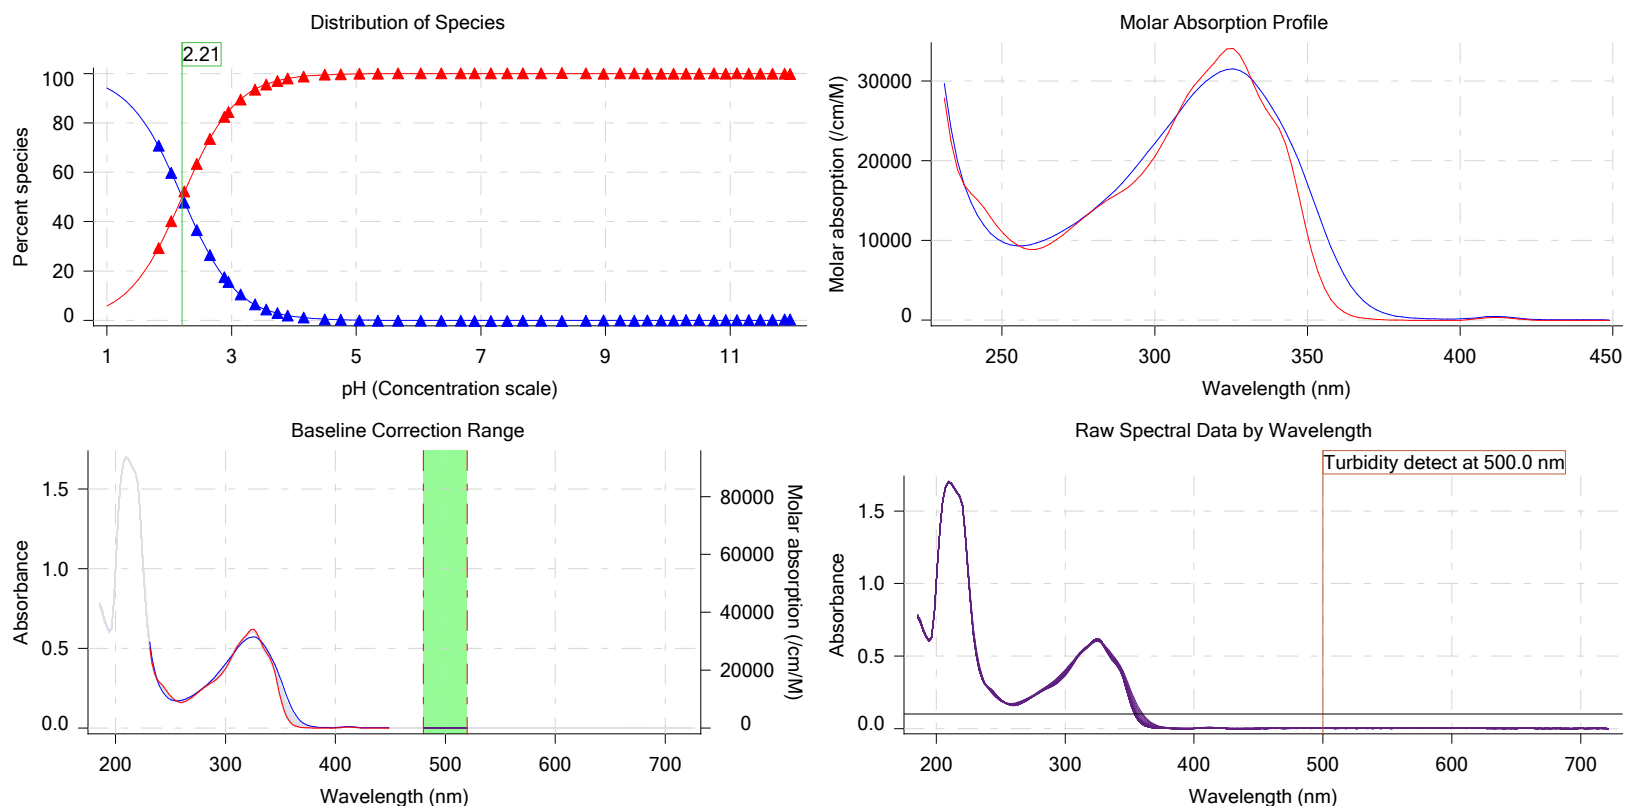 Distribution of Species
2.21
100
80
60
40
20
0
Percent species
1 3 5 7 9 11
pH (Concentration scale)
Molar Absorption Profile
30000
20000
10000
0
Molar absorption (/cm/M)
250 300 350 400 450
Wavelength (nm)
Baseline Correction Range
1.5
1.0
0.5
0.0
Absorbance
80000
60000
40000
20000
0
Molar absorption (/cm/M)
200 300 400 500 600 700
Wavelength (nm)
Raw Spectral Data by Wavelength
Turbidity detect at 500.0 nm
1.5
1.0
0.5
0.0
Absorbance
200 300 400 500 600 700
Wavelength (nm)